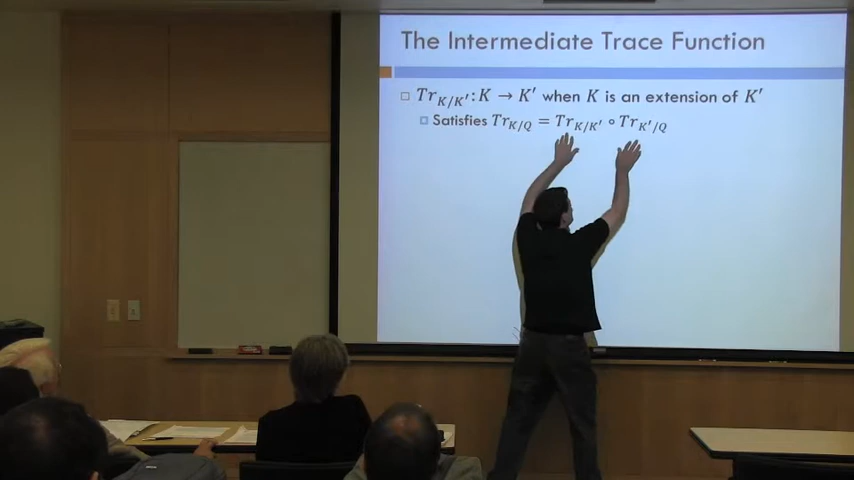 The Intermediate Trace Function
Tr_{K/K'}: K → K' when K is an extension of K'
Satisfies Tr_{K/Q} = Tr_{K/K'} ∘ Tr_{K'/Q}